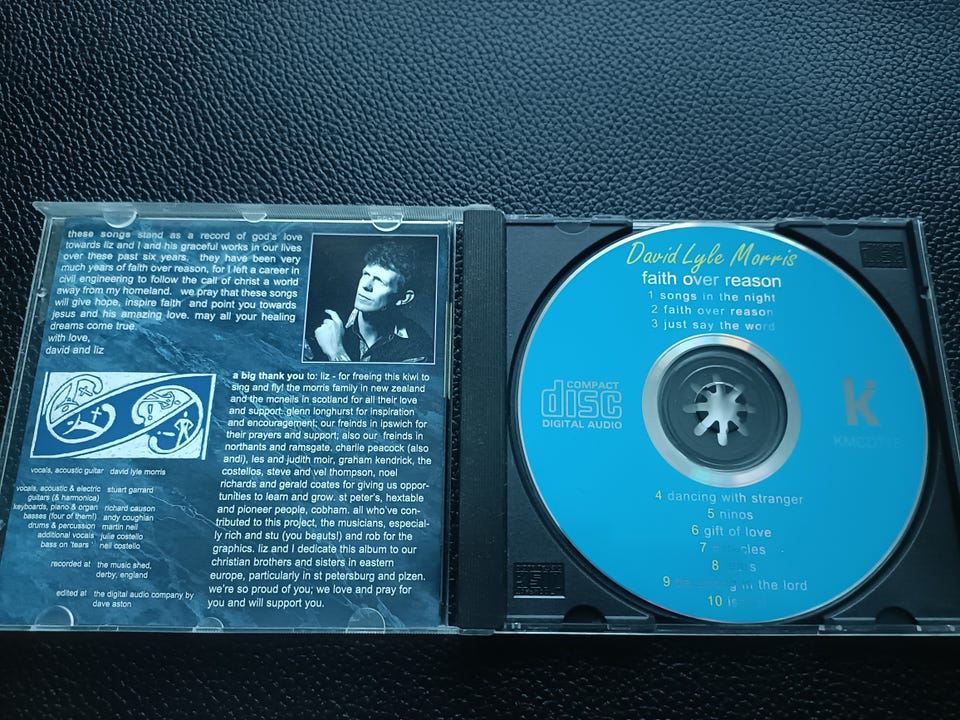 these songs stand as a record of god's love
towards liz and I and his graceful works in our lives
over these past six years. they have been very
much years of faith over reason, for I left a career in
civil engineering to follow the call of christ a world
away from my homeland. we pray that these songs
will give hope, inspire faith and point you towards
jesus and his amazing love. may all your healing
dreams come true.
with love,
david and liz
a big thank you to: liz - for freeing this kiwi to
sing and fly! the morris family in new zealand
and the mcneils in scotland for all their love
and support. glenn longhurst for inspiration
and encouragement; our freinds in ipswich for
their prayers and support; also our freinds in
northants and ramsgate. charlie peacock (also
andi), les and judith moir, graham kendrick, the
costellos, steve and vel thompson, noel
richards and gerald coates for giving us oppor-
tunities to learn and grow. st peter's, hextable
and pioneer people, cobham. all who've con-
tributed to this project, the musicians, especial-
ly rich and stu (you beauts!) and rob for the
graphics. liz and I dedicate this album to our
christian brothers and sisters in eastern
europe, particularly in st petersburg and plzen.
we're so proud of you; we love and pray for
you and will support you.
vocals, acoustic guitar david lyle morris
vocals, acoustic & electric stuart garrard
guitars (& harmonica)
keyboards, piano & organ richard causon
basses (four of them!) andy coughlan
drums & percussion martin neil
additional vocals julie costello
bass on 'tears' neil costello
recorded at the music shed,
derby, england
edited at the digital audio company by
dave aston
David Lyle Morris
faith over reason
1 songs in the night
2 faith over reason
3 just say the word
COMPACT
disc
DIGITAL AUDIO
k
4 dancing with stranger
5 ninos
6 gift of love
7
8
9 in the lord
10